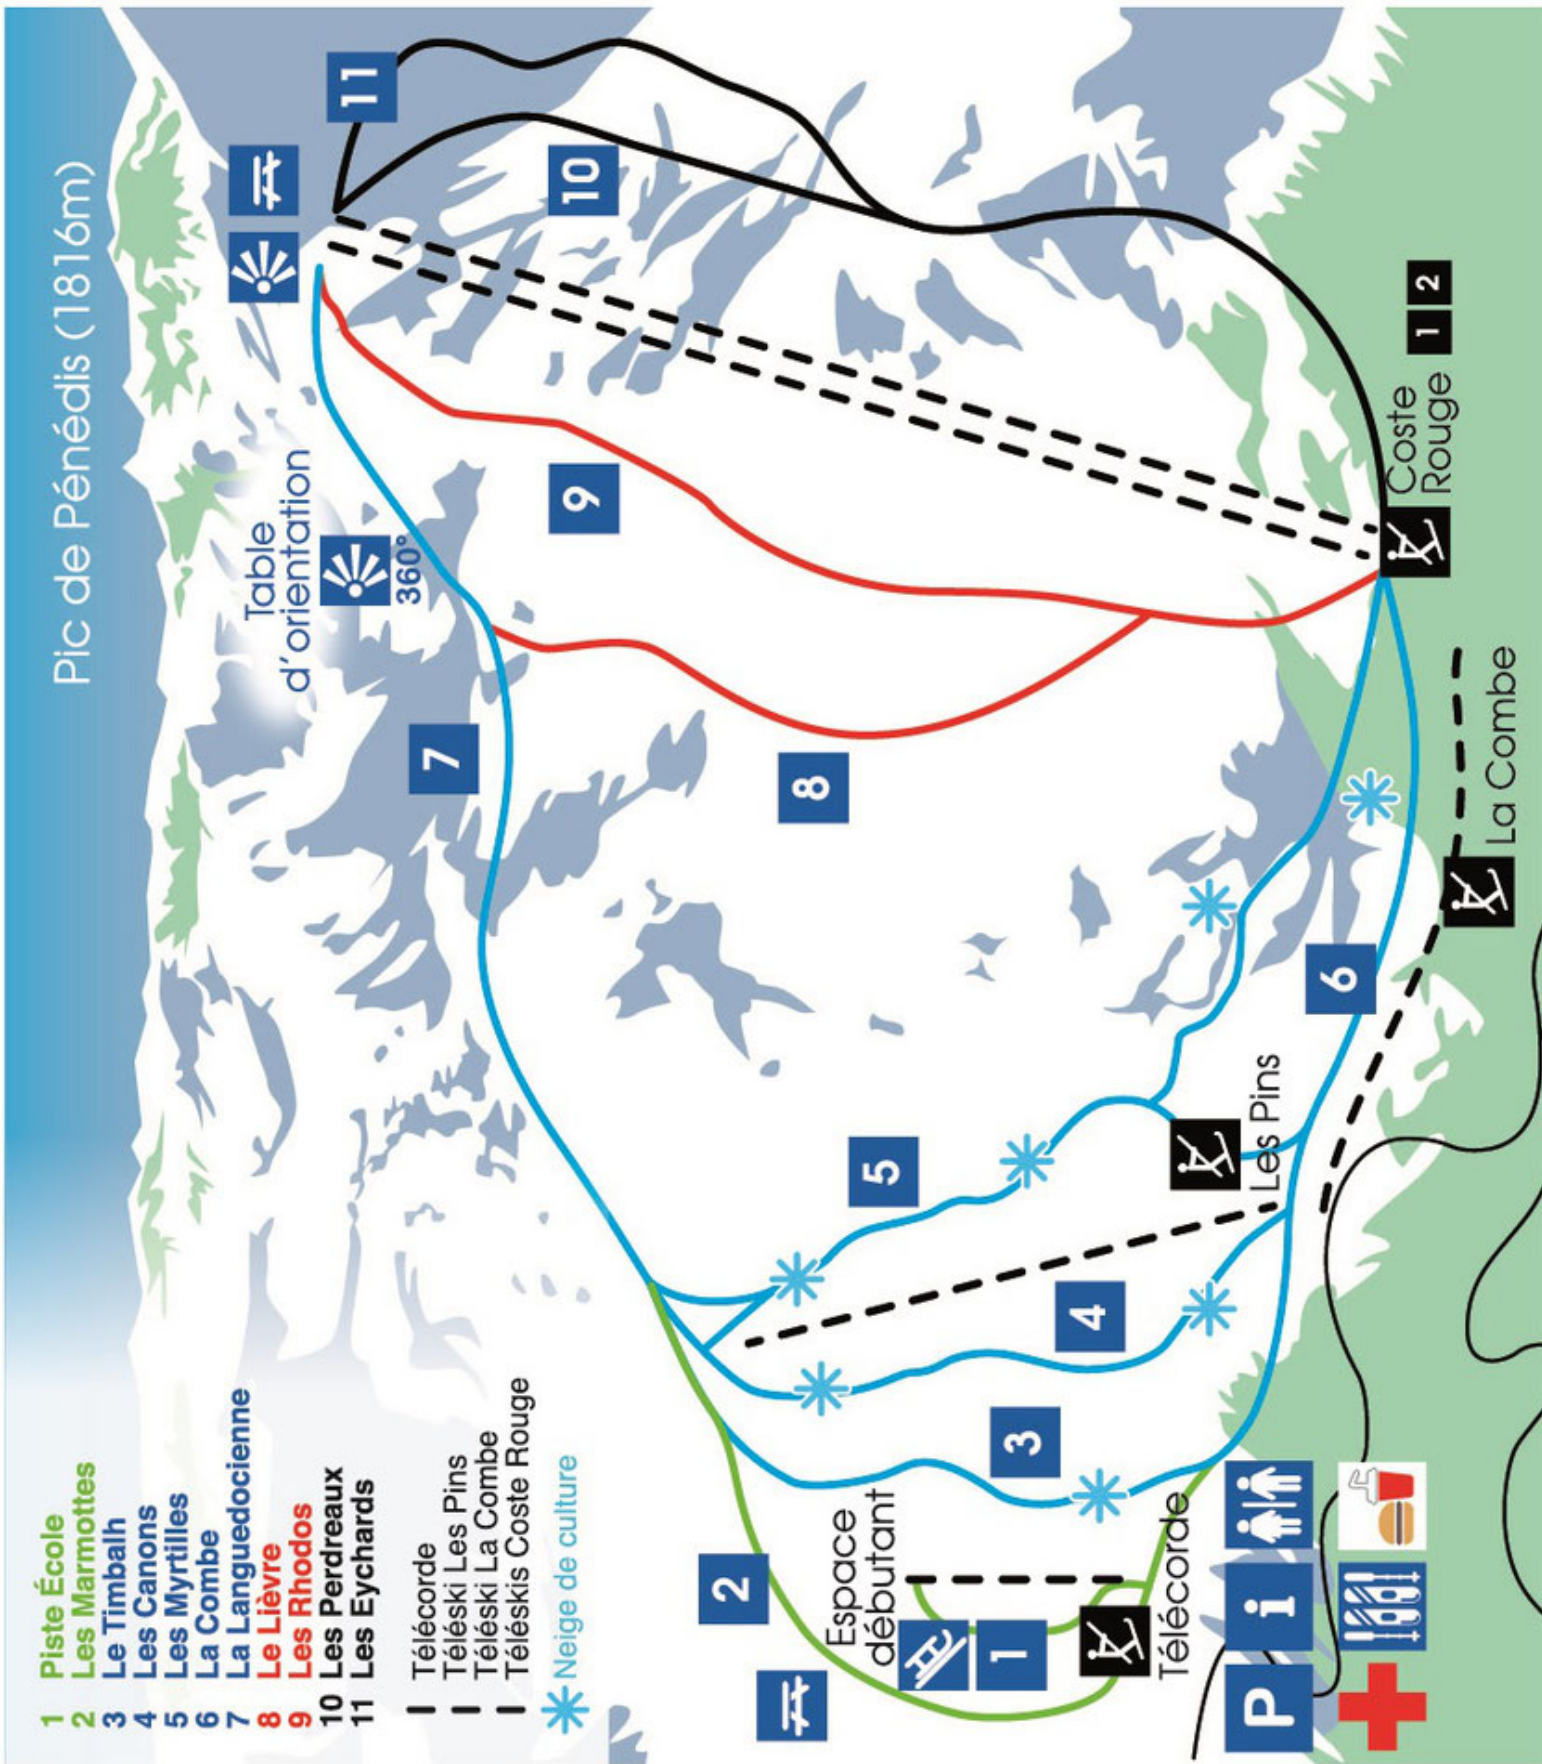 Pic de Pénédis (1816m)
1 Piste École
2 Les Marmottes
3 Le Timbalh
4 Les Canons
5 Les Myrtilles
6 La Combe
7 La Languedocienne
8 Le Lièvre
9 Les Rhodos
10 Les Perdreaux
11 Les Eychards
Télécorde
Téléski Les Pins
Téléski La Combe
Téléskis Coste Rouge
Neige de culture
Table
d'orientation
360°
11
10
9
8
7
6
5
4
3
2
1
Espace
débutant
Télécorde
Les Pins
La Combe
Coste
Rouge 1 2
P
i